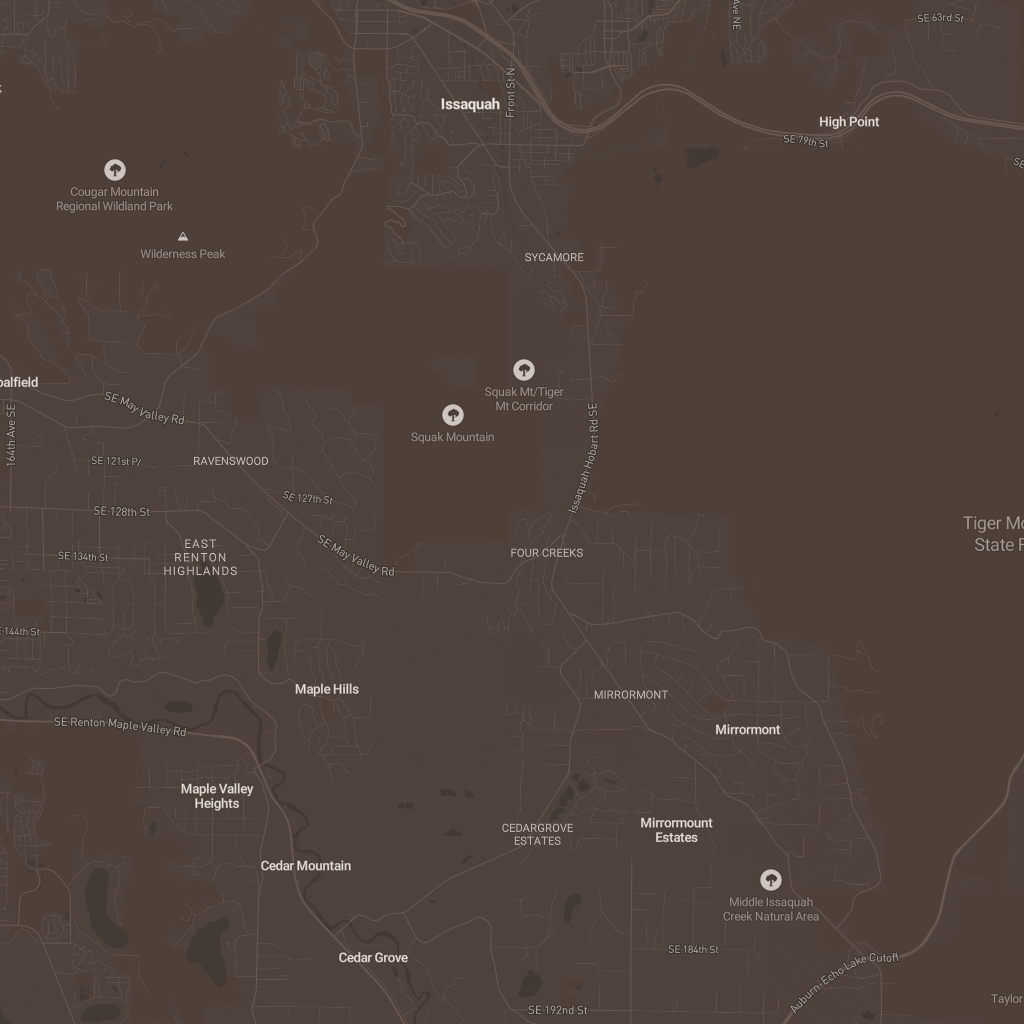 Ave NE
SE 63rd St
Front St N
Issaquah
High Point
SE 79th St
SE
Cougar Mountain
Regional Wildland Park
Wilderness Peak
SYCAMORE
oalfield
SE May Valley Rd
Squak Mt/Tiger
Mt Corridor
Squak Mountain
164th Ave SE
Issaquah Hobart Rd SE
SE 121st Pl
RAVENSWOOD
SE 127th St
SE 128th St
Tiger Mo
State F
EAST
RENTON
HIGHLANDS
SE 134th St
SE May Valley Rd
FOUR CREEKS
144th St
Maple Hills
MIRRORMONT
SE Renton Maple Valley Rd
Mirrormont
Maple Valley
Heights
CEDARGROVE
ESTATES
Mirrormount
Estates
Cedar Mountain
Middle Issaquah
Creek Natural Area
SE 184th St
Cedar Grove
Auburn-Echo Lake Cutoff
Taylor
SE 192nd St